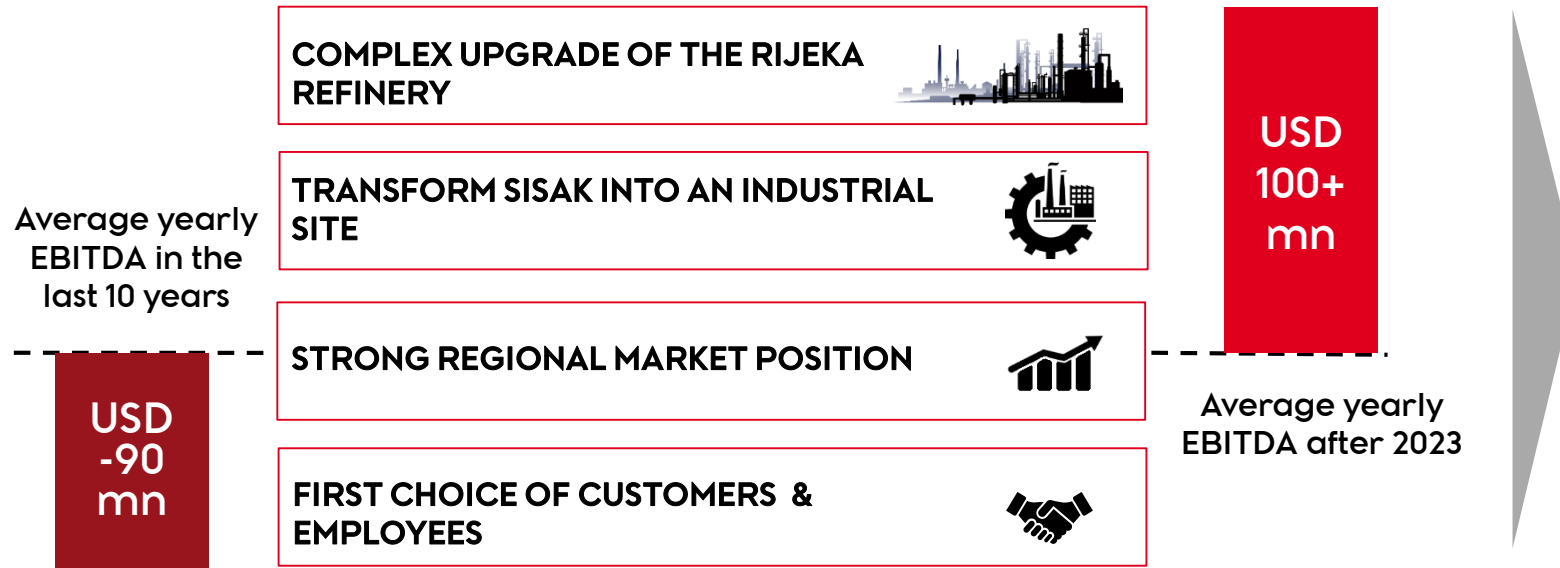 Average yearly
EBITDA in the
last 10 years
USD
-90
mn
COMPLEX UPGRADE OF THE RIJEKA
REFINERY
TRANSFORM SISAK INTO AN INDUSTRIAL
SITE
STRONG REGIONAL MARKET POSITION
FIRST CHOICE OF CUSTOMERS &
EMPLOYEES
USD
100+
mn
Average yearly
EBITDA after 2023